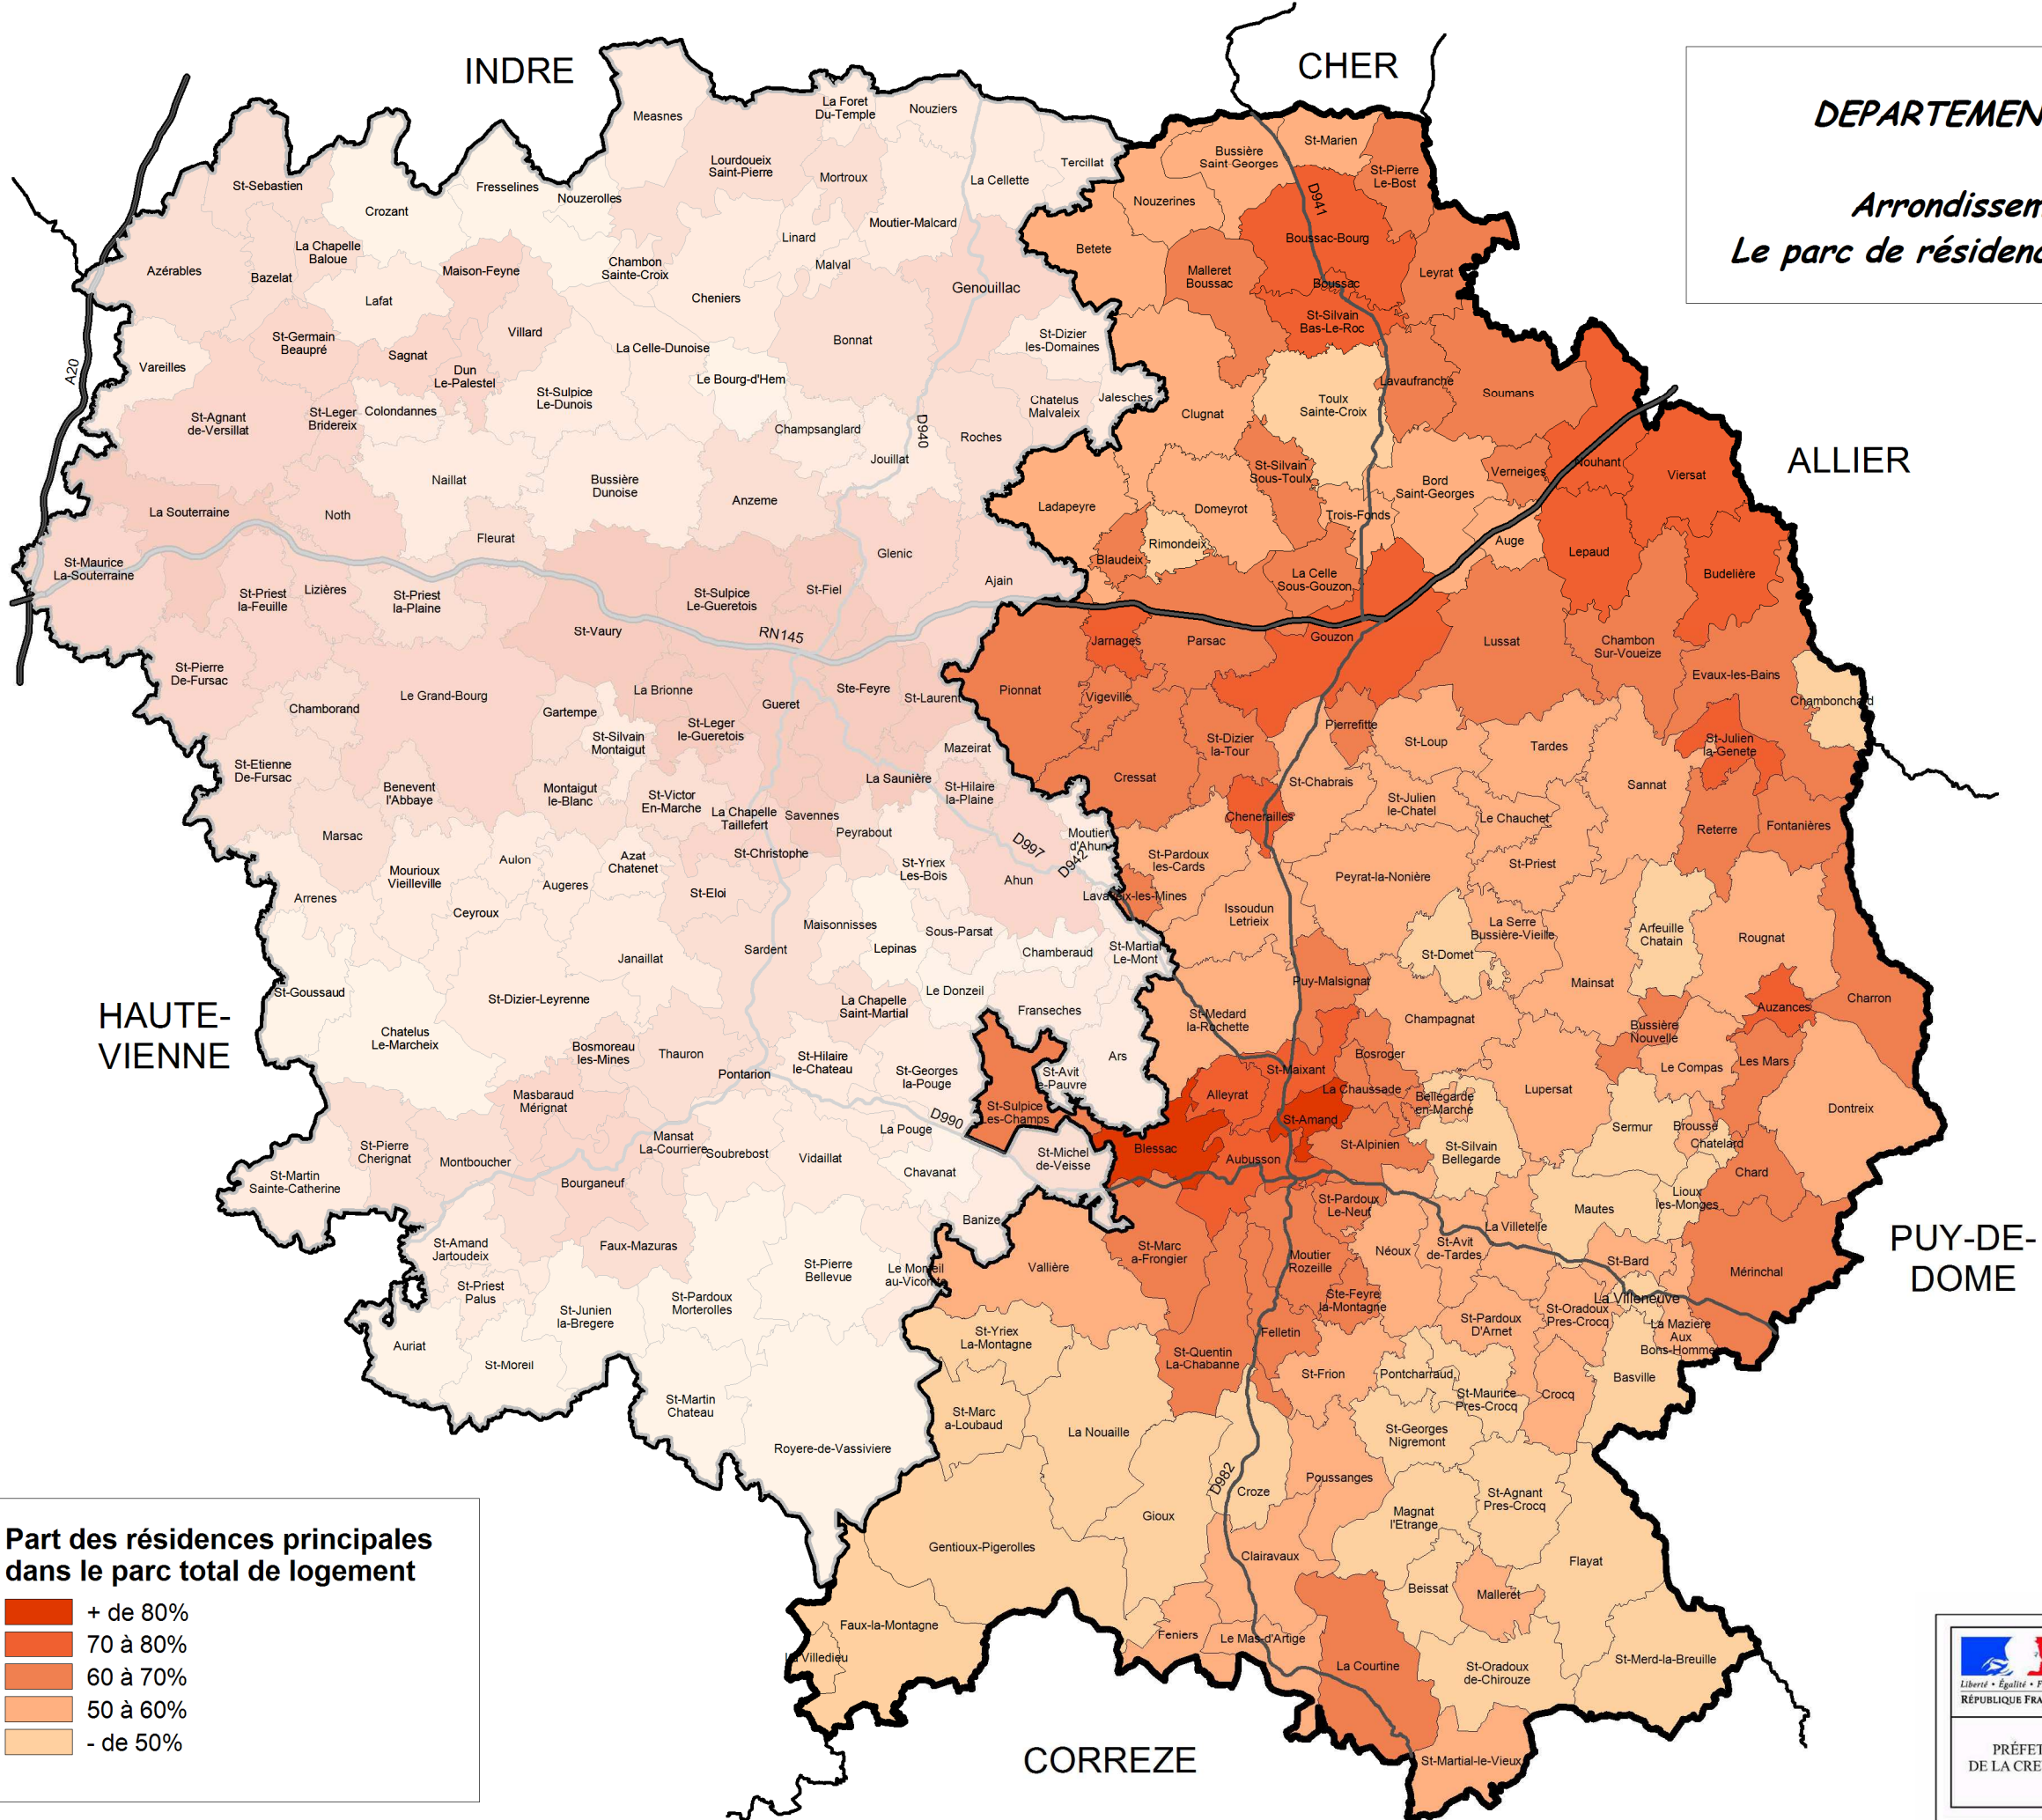 INDRE
CHER
DEPARTEMEN
Arrondissem
Le parc de résiden
ALLIER
PUY-DE-
DOME
CORREZE
HAUTE-
VIENNE
A20
D941
D940
RN145
D997
D942
D990
D982
Measnes
La Foret
Du-Temple
Nouziers
Tercillat
La Cellette
Lourdoueix
Saint-Pierre
Mortroux
Moutier-Malcard
St-Sebastien
Crozant
Fresselines
Nouzerolles
Linard
Malval
La Chapelle
Baloue
Azérables
Bazelat
Maison-Feyne
Chambon
Sainte-Croix
Cheniers
Genouillac
Lafat
Villard
St-Germain
Beaupré
Sagnat
Dun
Le-Palestel
La Celle-Dunoise
Bonnat
St-Dizier
les-Domaines
Vareilles
Le Bourg-d'Hem
St-Sulpice
Le-Dunois
Colondannes
St-Leger
Bridereix
St-Agnant
de-Versillat
Chatelus
Malvaleix
Jalesches
Champsanglard
Roches
Jouillat
Naillat
Bussière
Dunoise
Anzeme
La Souterraine
Noth
Fleurat
Glenic
St-Maurice
La-Souterraine
St-Priest
la-Feuille
Lizières
St-Priest
la-Plaine
St-Sulpice
Le-Gueretois
St-Fiel
Ajain
St-Vaury
St-Pierre
De-Fursac
Le Grand-Bourg
La Brionne
Ste-Feyre
St-Laurent
Chamborand
Gartempe
Gueret
St-Leger
le-Gueretois
St-Silvain
Montaigut
Mazeirat
St-Etienne
De-Fursac
Benevent
l'Abbaye
Montaigut
le-Blanc
St-Victor
En-Marche
La Saunière
St-Hilaire
la-Plaine
La Chapelle
Taillefert
Savennes
Peyrabout
Marsac
Moutier
d'Ahun
St-Christophe
Aulon
Azat
Chatenet
Mourioux
Vieilleville
Augeres
St-Yriex
Les-Bois
Ahun
St-Eloi
Arrenes
Ceyroux
Maisonnisses
Sous-Parsat
Lepinas
Chamberaud
St-Martial
Le-Mont
Sardent
Janaillat
St-Goussaud
St-Dizier-Leyrenne
Le Donzeil
La Chapelle
Saint-Martial
Franseches
Chatelus
Le-Marcheix
Bosmoreau
les-Mines
Thauron
St-Hilaire
le-Chateau
Ars
Pontarion
St-Georges
la-Pouge
St-Avit
Masbaraud
Mérignat
St-Sulpice
Les-Champs
La Pouge
St-Pierre
Cherignat
Mansat
La-Courriere
Soubrebost
Vidaillat
St-Michel
de-Veisse
Montboucher
Chavanat
St-Martin
Sainte-Catherine
Bourganeuf
Banize
St-Amand
Jartoudeix
Faux-Mazuras
St-Pierre
Bellevue
St-Priest
Palus
St-Junien
la-Bregere
St-Pardoux
Morterolles
Auriat
St-Moreil
St-Martin
Chateau
Royere-de-Vassiviere
Bussière
Saint-Georges
St-Marien
St-Pierre
Le-Bost
Nouzerines
Betete
Boussac-Bourg
Malleret
Boussac
Boussac
Leyrat
St-Silvain
Bas-Le-Roc
Lavaufranche
Soumans
Toulx
Sainte-Croix
Clugnat
St-Silvain
Sous-Toulx
Bord
Saint-Georges
Verneiges
Nouhant
Viersat
Ladapeyre
Domeyrot
Trois-Fonds
Rimondeix
Auge
Lepaud
Blaudeix
La Celle
Sous-Gouzon
Budelière
Jarnages
Parsac
Gouzon
Lussat
Chambon
Sur-Voueize
Evaux-les-Bains
Chambonchard
Pionnat
Vigeville
Pierrefitte
St-Dizier
la-Tour
St-Loup
Tardes
St-Julien
la-Genete
Cressat
St-Chabrais
Sannat
St-Julien
le-Chatel
Le Chauchet
Chenerailles
Reterre
Fontanières
St-Pardoux
les-Cards
Peyrat-la-Nonière
St-Priest
Lavaveix-les-Mines
Issoudun
Letrieix
La Serre
Bussière-Vieille
Arfeuille
Chatain
Rougnat
St-Domet
Puy-Malsignat
Mainsat
Charron
Auzances
St-Medard
la-Rochette
Champagnat
Bussière
Nouvelle
Bosroger
Les Mars
Le Compas
St-Maixant
La Chaussade
Bellegarde
en-Marche
Lupersat
Alleyrat
St-Amand
Dontreix
Sermur
Brousse
Chatelard
Blessac
Aubusson
St-Alpinien
St-Silvain
Bellegarde
Chard
St-Pardoux
Le-Neuf
Lioux
les-Monges
Mautes
La Villetelle
St-Marc
a-Frongier
Moutier
Rozeille
Néoux
St-Avit
de-Tardes
St-Bard
Mérinchal
Vallière
Ste-Feyre
la-Montagne
La Villeneuve
St-Pardoux
D'Arnet
St-Oradoux
Pres-Crocq
La Maziere
Aux
St-Yriex
La-Montagne
Felletin
St-Quentin
La-Chabanne
St-Frion
Pontcharraud
St-Maurice
Pres-Crocq
Crocq
Basville
St-Marc
a-Loubaud
La Nouaille
St-Georges
Nigremont
Poussanges
Croze
St-Agnant
Pres-Crocq
Magnat
l'Etrange
Gioux
Gentioux-Pigerolles
Clairavaux
Flayat
Beissat
Malleret
Faux-la-Montagne
Feniers
Le Mas-d'Artige
Villedieu
La Courtine
St-Oradoux
de-Chirouze
St-Merd-la-Breuille
St-Martial-le-Vieux
Part des résidences principales
dans le parc total de logement
+ de 80%
70 à 80%
60 à 70%
50 à 60%
- de 50%
Liberté • Égalité • F
RÉPUBLIQUE FRA
PRÉFET
DE LA CRE